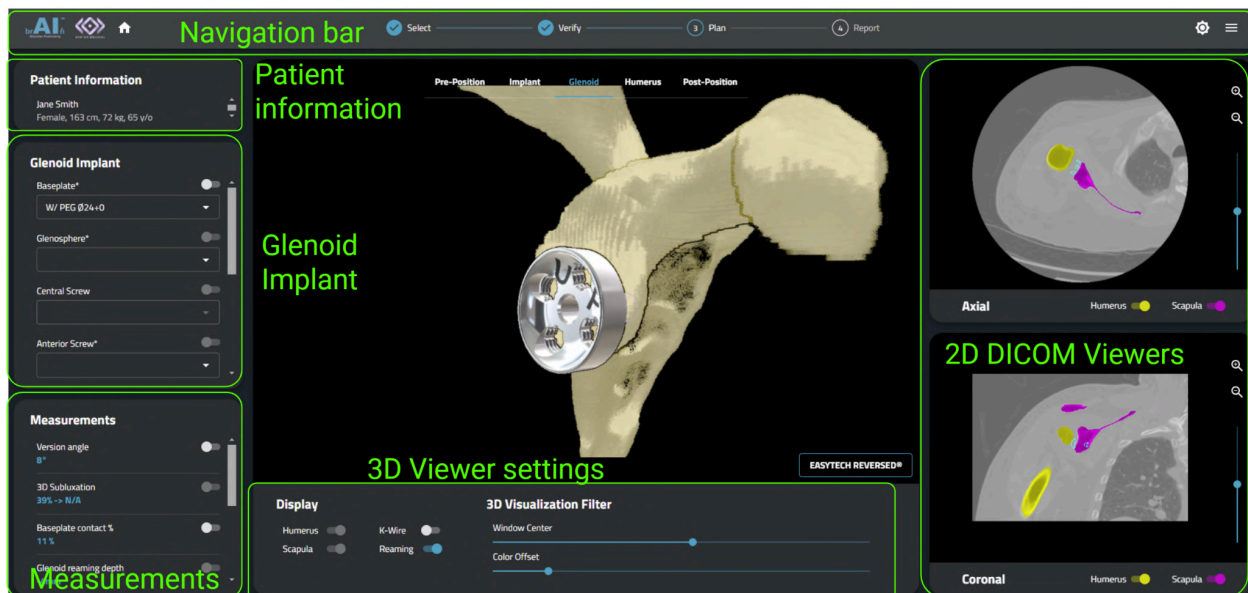 AI
Navigation bar
Select
Verify
3 Plan
4 Report
Patient Information
Jane Smith
Female, 163 cm, 72 kg, 65 y/o
Patient
information
Pre-Position
Implant
Glenoid
Humerus
Post-Position
Glenoid Implant
Baseplate*
W/ PEG Ø24+0
Glenosphere*
Central Screw
Anterior Screw*
Glenoid
Implant
Axial
Humerus
Scapula
2D DICOM Viewers
Measurements
Version angle
8°
3D Subluxation
39% -> N/A
Baseplate contact %
11 %
Glenoid reaming depth
Measurements
EASYTECH REVERSED®
3D Viewer settings
Display
Humerus
K-Wire
Scapula
Reaming
3D Visualization Filter
Window Center
Color Offset
Coronal
Humerus
Scapula